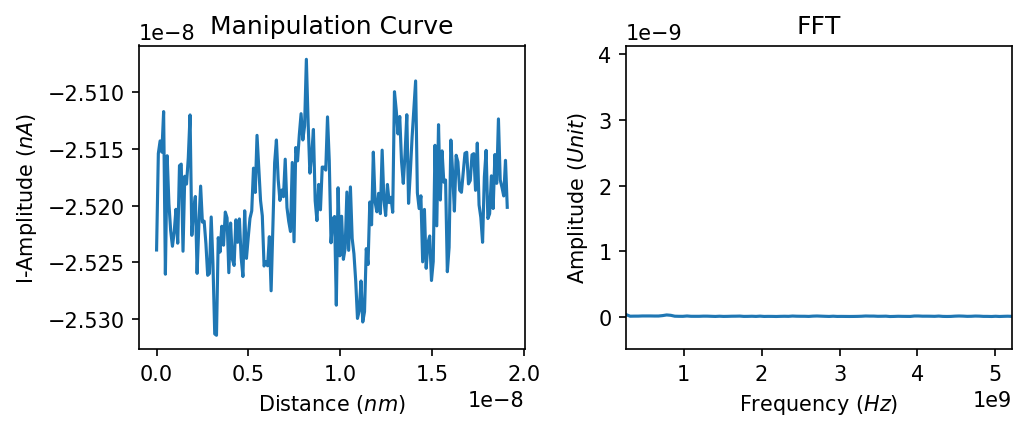 1e−8 Manipulation Curve
−2.510
−2.515
−2.520
−2.525
−2.530
I-Amplitude (nA)
0.0 0.5 1.0 1.5 2.0
Distance (nm) 1e−8
1e−9 FFT
4
3
2
1
0
Amplitude (Unit)
1 2 3 4 5
Frequency (Hz) 1e9